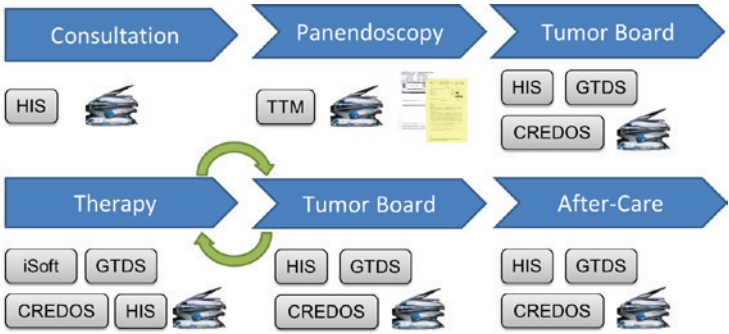 Consultation
Panendoscopy
Tumor Board
HIS
TTM
HIS GTDS
CREDOS
Therapy
Tumor Board
After-Care
iSoft GTDS
CREDOS HIS
HIS GTDS
CREDOS
HIS GTDS
CREDOS